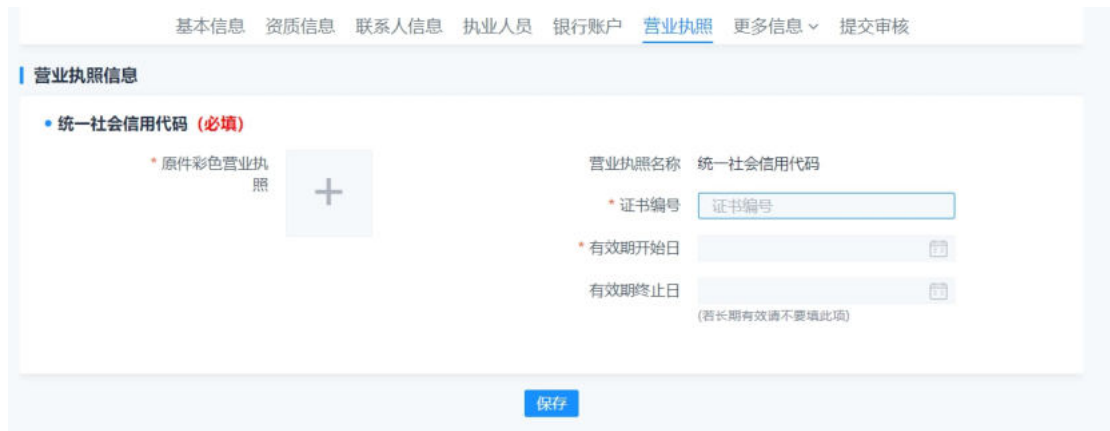 基本信息 资质信息 联系人信息 执业人员 银行账户 营业执照 更多信息 提交审核
营业执照信息
统一社会信用代码（必填）
* 原件彩色营业执
照
营业执照名称 统一社会信用代码
* 证书编号 证书编号
* 有效期开始日
有效期终止日
(若长期有效请不要填此项)
保存